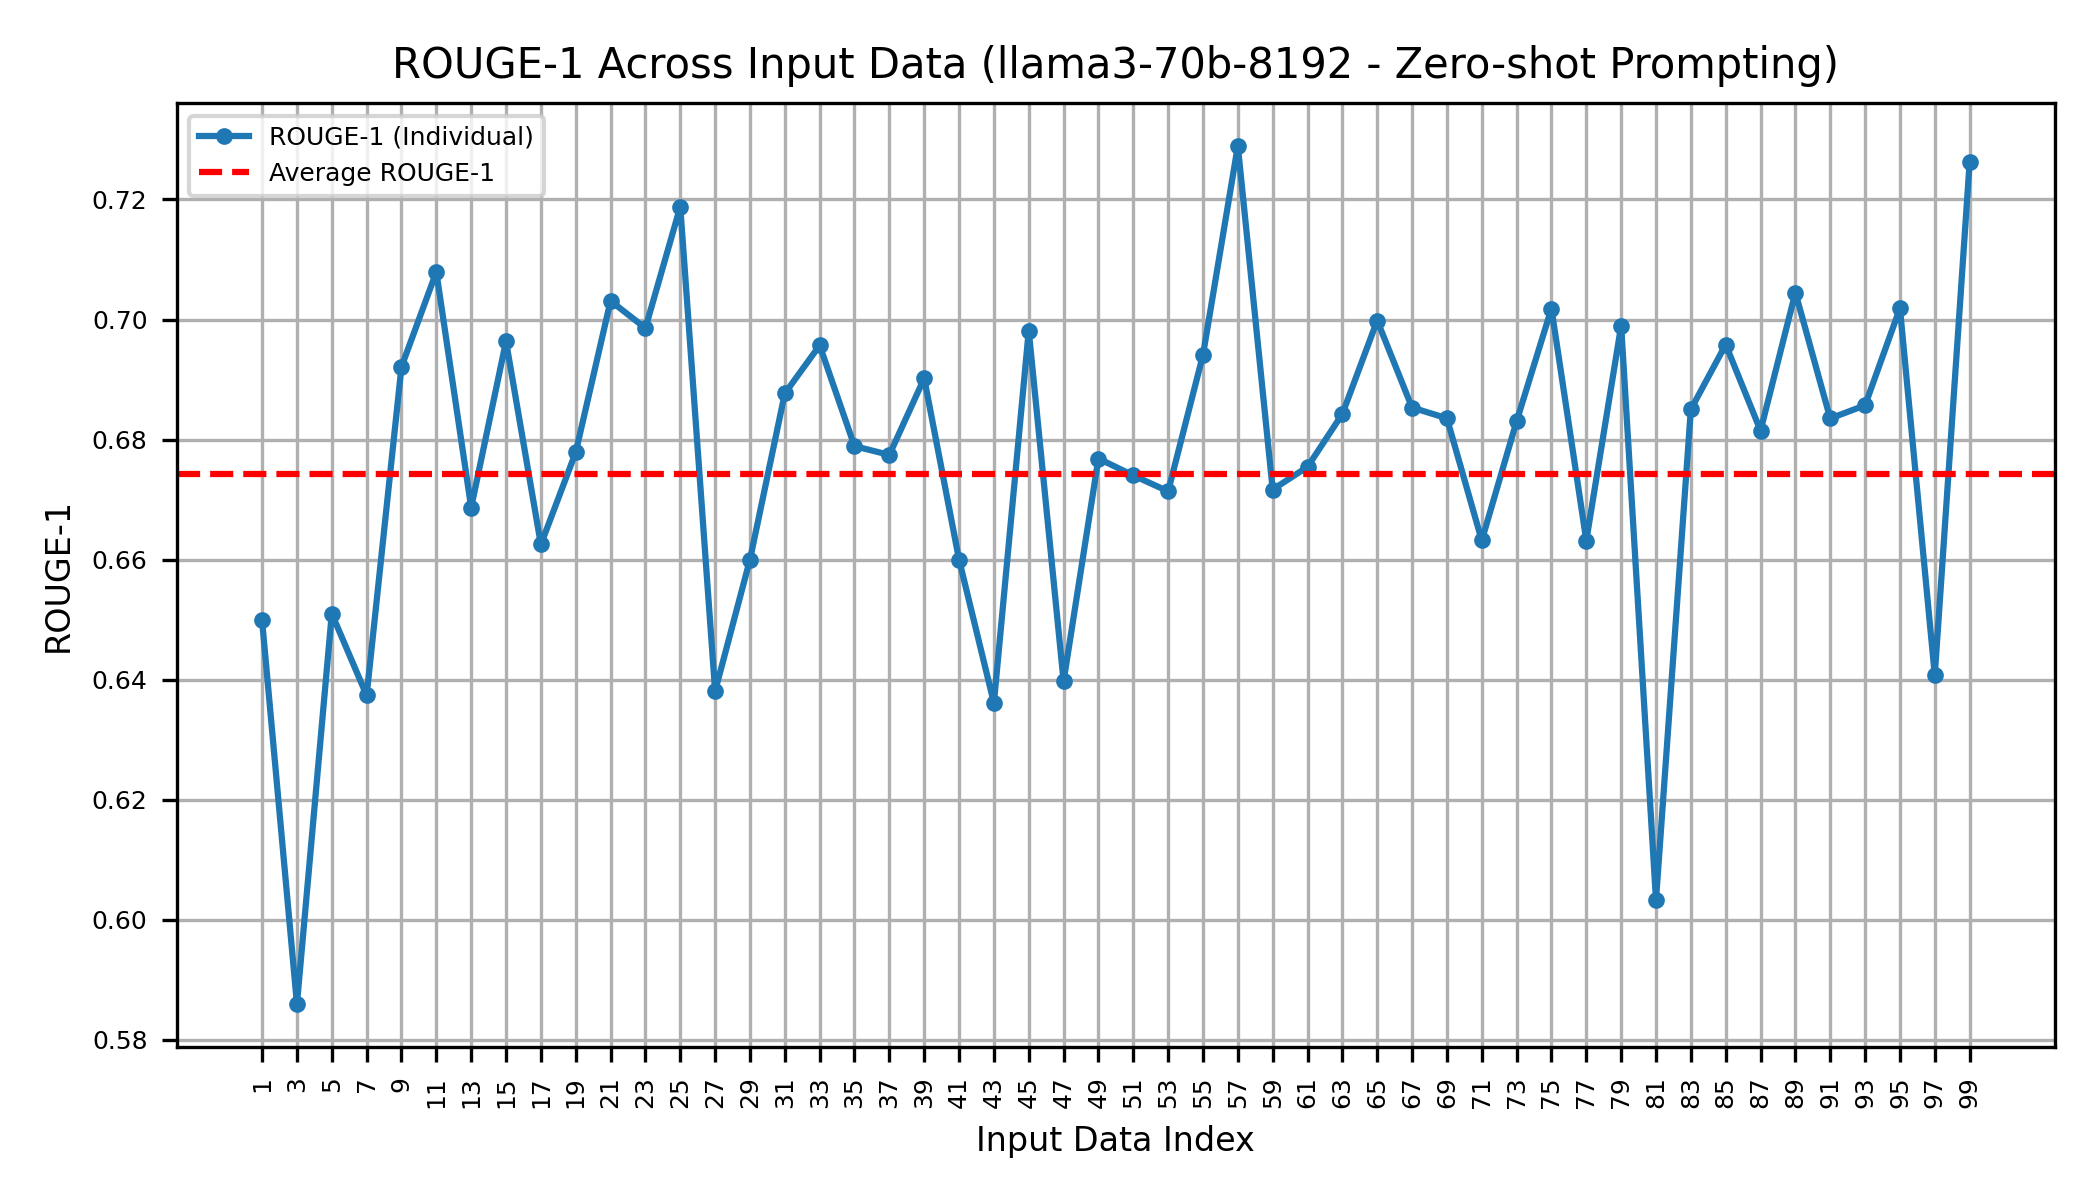 ROUGE-1 Across Input Data (llama3-70b-8192 - Zero-shot Prompting)
ROUGE-1 (Individual)
Average ROUGE-1
0.72
0.70
0.68
0.66
0.64
0.62
0.60
0.58
ROUGE-1
1 3 5 7 9 11 13 15 17 19 21 23 25 27 29 31 33 35 37 39 41 43 45 47 49 51 53 55 57 59 61 63 65 67 69 71 73 75 77 79 81 83 85 87 89 91 93 95 97 99
Input Data Index